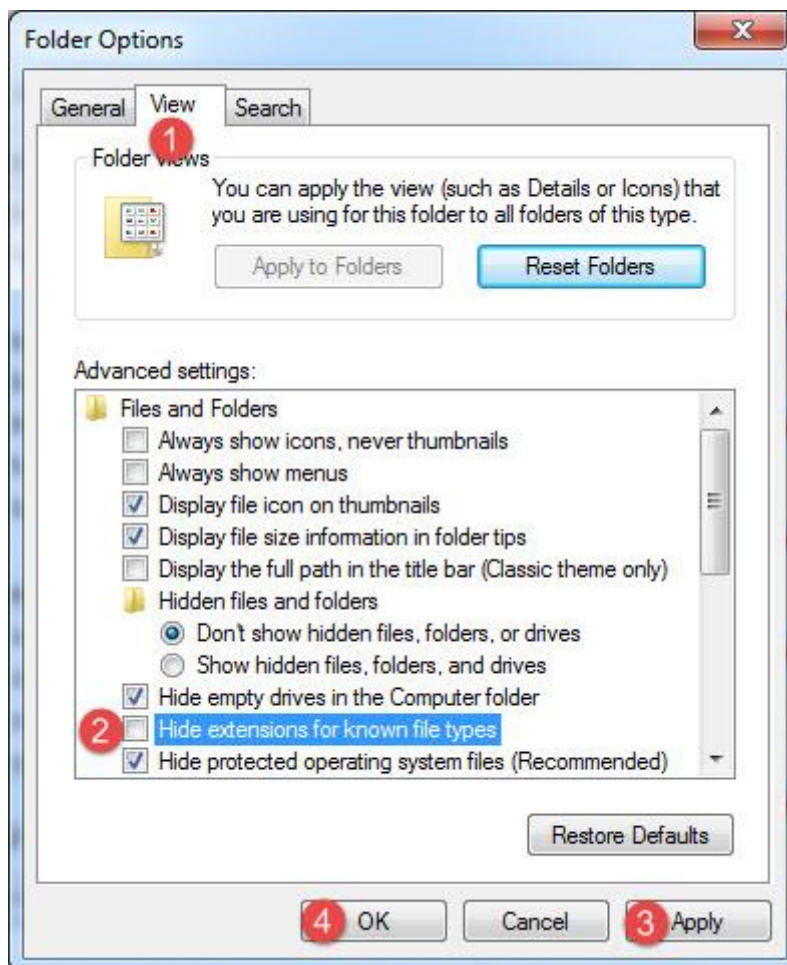 Folder Options
General View Search
1
Folder views
You can apply the view (such as Details or Icons) that
you are using for this folder to all folders of this type.
Apply to Folders Reset Folders
Advanced settings:
Files and Folders
Always show icons, never thumbnails
Always show menus
Display file icon on thumbnails
Display file size information in folder tips
Display the full path in the title bar (Classic theme only)
Hidden files and folders
Don't show hidden files, folders, or drives
Show hidden files, folders, and drives
Hide empty drives in the Computer folder
2 Hide extensions for known file types
Hide protected operating system files (Recommended)
Restore Defaults
4 OK Cancel 3 Apply